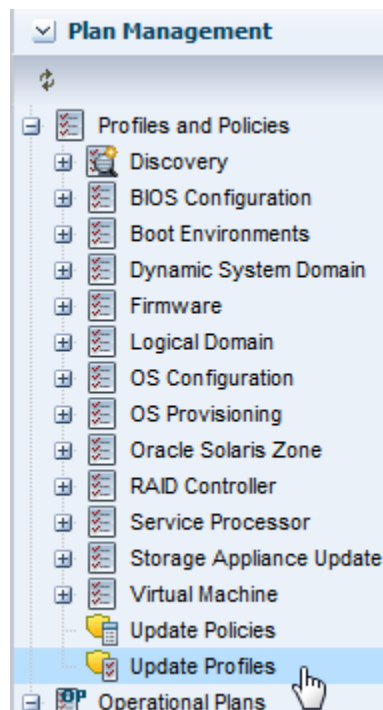 Plan Management
Profiles and Policies
Discovery
BIOS Configuration
Boot Environments
Dynamic System Domain
Firmware
Logical Domain
OS Configuration
OS Provisioning
Oracle Solaris Zone
RAID Controller
Service Processor
Storage Appliance Update
Virtual Machine
Update Policies
Update Profiles
OP Operational Plans